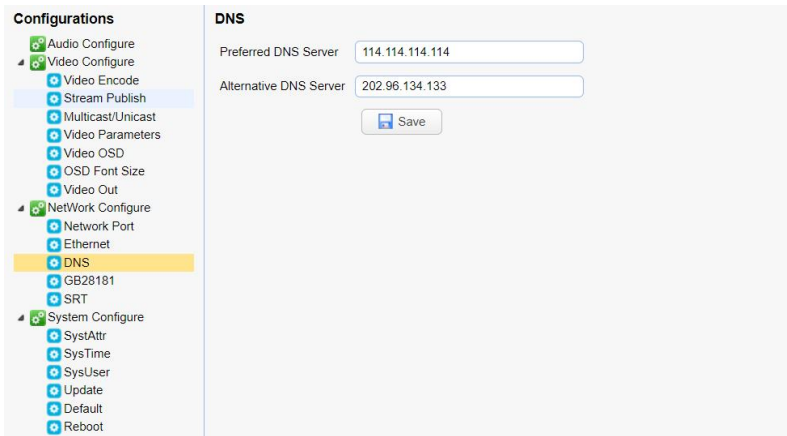 Configurations
Audio Configure
Video Configure
Video Encode
Stream Publish
Multicast/Unicast
Video Parameters
Video OSD
OSD Font Size
Video Out
NetWork Configure
Network Port
Ethernet
DNS
GB28181
SRT
System Configure
SystAttr
SysTime
SysUser
Update
Default
Reboot
DNS
Preferred DNS Server 114.114.114.114
Alternative DNS Server 202.96.134.133
Save